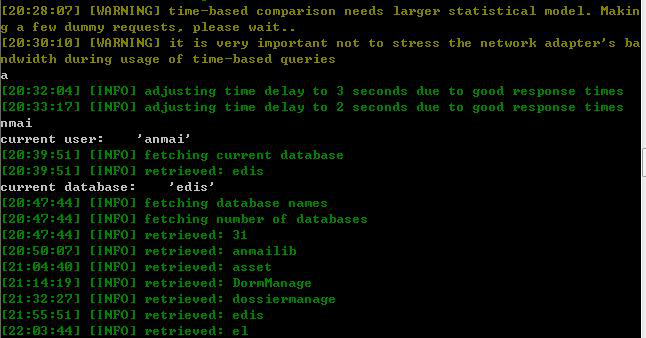 [20:28:07] [WARNING] time-based comparison needs larger statistical model. Makin
g a few dummy requests, please wait..
[20:30:10] [WARNING] it is very important not to stress the network adapter's ba
ndwidth during usage of time-based queries
a
[20:32:04] [INFO] adjusting time delay to 3 seconds due to good response times
[20:33:17] [INFO] adjusting time delay to 2 seconds due to good response times
nmai
current user:    'anmai'
[20:39:51] [INFO] fetching current database
[20:39:51] [INFO] retrieved: edis
current database:    'edis'
[20:47:44] [INFO] fetching database names
[20:47:44] [INFO] fetching number of databases
[20:47:44] [INFO] retrieved: 31
[20:50:07] [INFO] retrieved: anmailib
[21:04:40] [INFO] retrieved: asset
[21:14:19] [INFO] retrieved: DormManage
[21:32:27] [INFO] retrieved: dossiermanage
[21:55:51] [INFO] retrieved: edis
[22:03:44] [INFO] retrieved: el